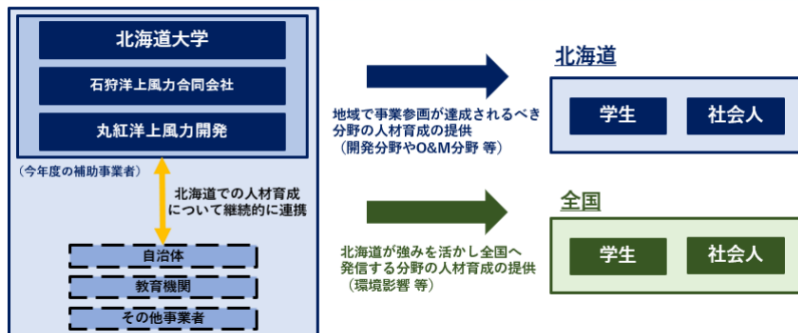 北海道大学
石狩洋上風力合同会社
丸紅洋上風力開発
(今年度の補助事業者)
北海道での人材育成
について継続的に連携
自治体
教育機関
その他事業者
地域で事業参画が達成されるべき
分野の人材育成の提供
(開発分野やO&M分野 等)
北海道
学生
社会人
北海道が強みを活かし全国へ
発信する分野の人材育成の提供
(環境影響 等)
全国
学生
社会人